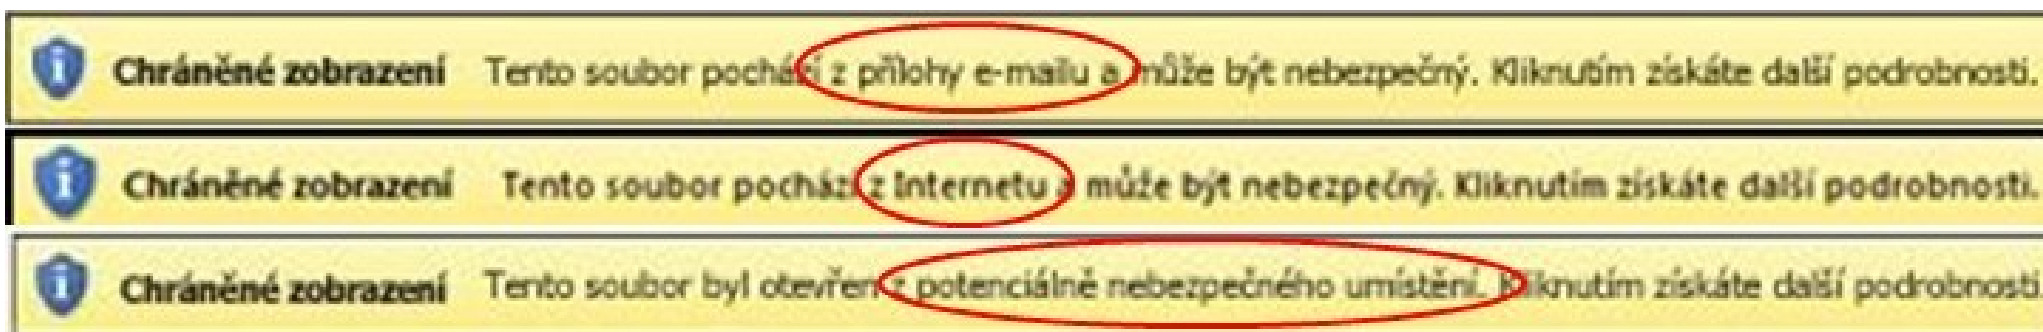 Chráněné zobrazení Tento soubor pochází z přílohy e-mailu a může být nebezpečný. Kliknutím získáte další podrobnosti.
Chráněné zobrazení Tento soubor pochází z Internetu a může být nebezpečný. Kliknutím získáte další podrobnosti.
Chráněné zobrazení Tento soubor byl otevřen z potenciálně nebezpečného umístění. Kliknutím získáte další podrobnosti.